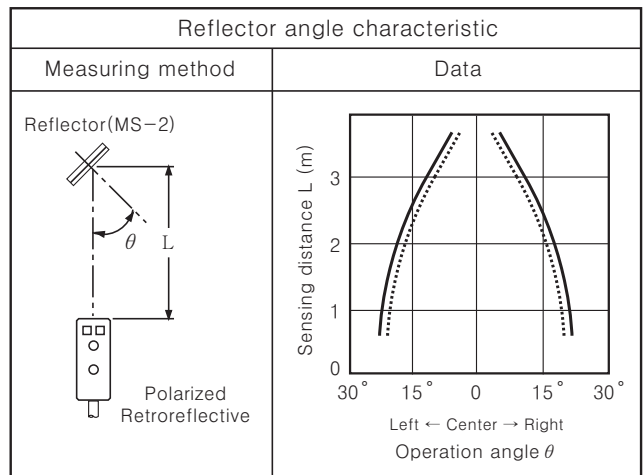 Reflector angle characteristic
Measuring method
Data
Reflector(MS-2)
θ
L
Polarized
Retroreflective
Sensing distance L (m)
3
2
1
0
30° 15° 0 15° 30°
Left ← Center → Right
Operation angle θ